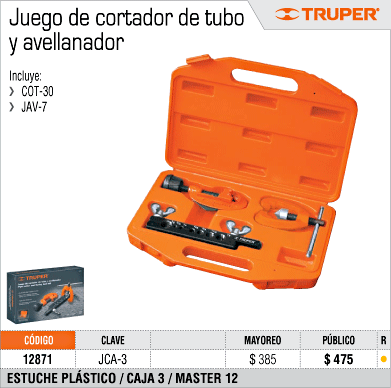 Juego de cortador de tubo
y avellanador
TRUPER®
Incluye:
› COT-30
› JAV-7
TRUPER
CÓDIGO CLAVE MAYOREO PÚBLICO R
12871 JCA-3 $ 385 $ 475 •
ESTUCHE PLÁSTICO / CAJA 3 / MASTER 12